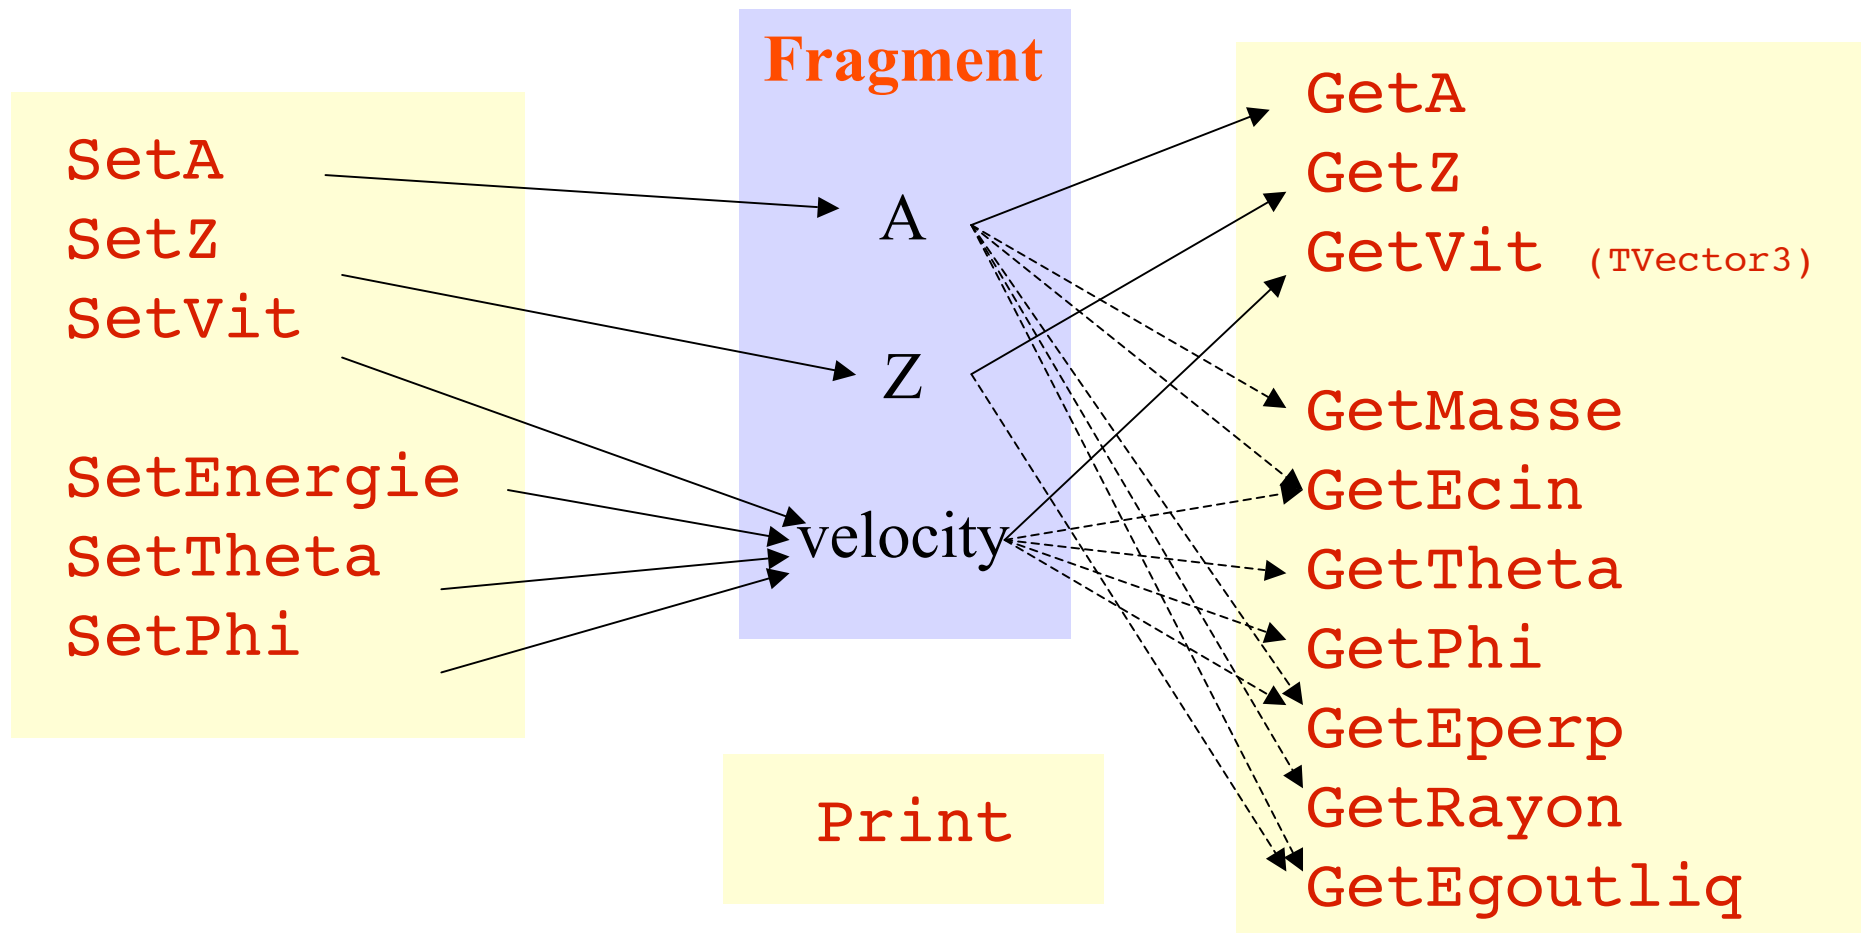 SetA
SetZ
SetVit
SetEnergie
SetTheta
SetPhi
Fragment
A
Z
velocity
Print
GetA
GetZ
GetVit (TVector3)
GetMasse
GetEcin
GetTheta
GetPhi
GetEperp
GetRayon
GetEgoutliq